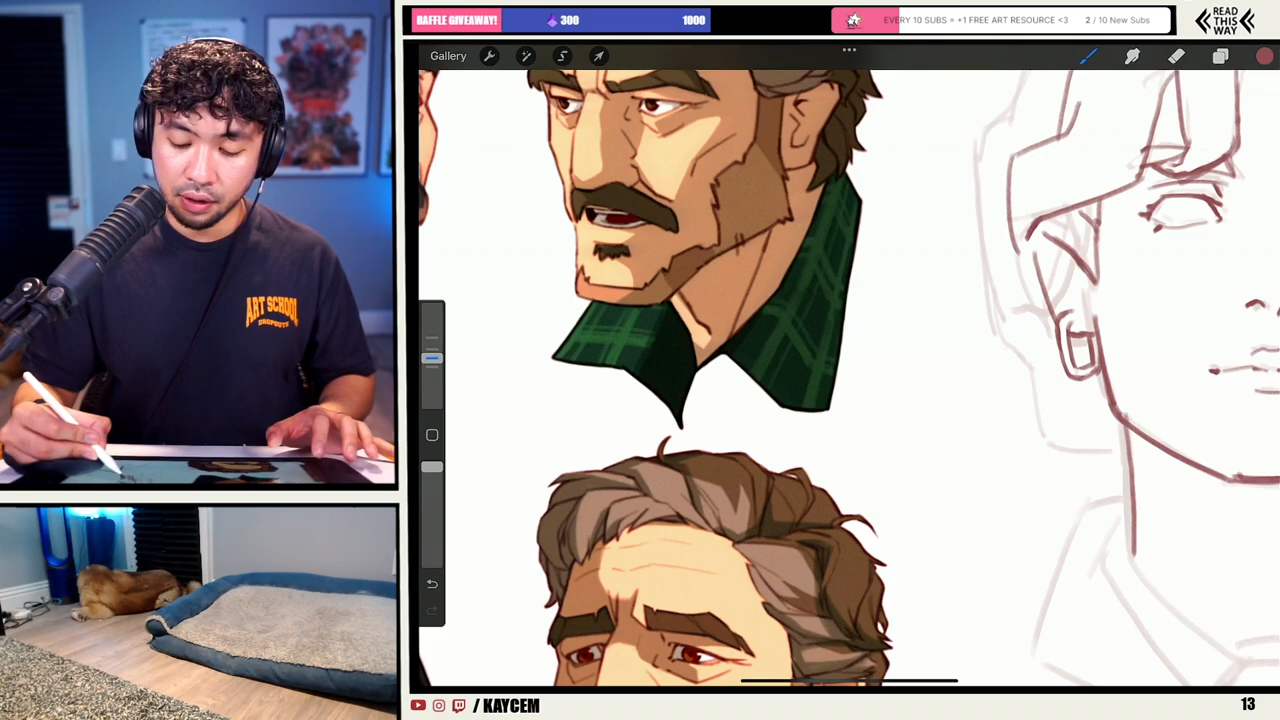 RAFFLE GIVEAWAY!
300
1000
EVERY 10 SUBS = +1 FREE ART RESOURCE <3
2 / 10 New Subs
READ
THIS
WAY
Gallery
ART SCHOOL
DROPOUTS
/ KAYCEM
13